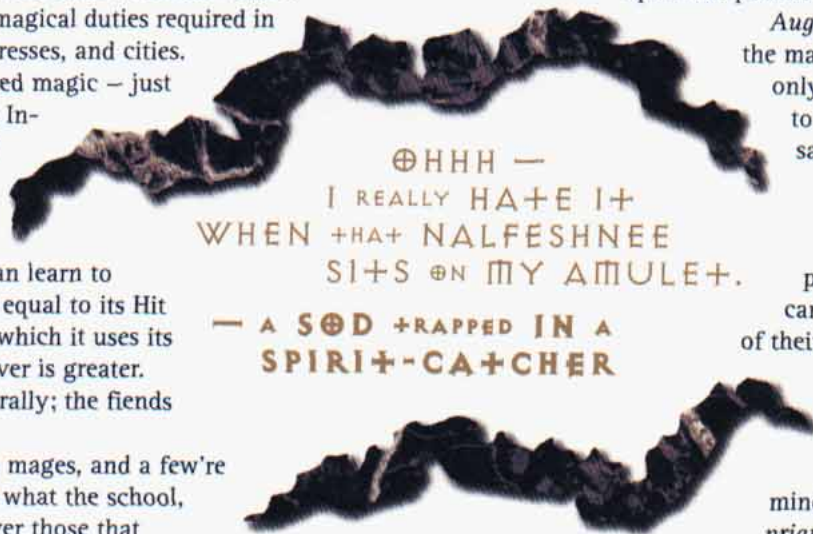 magical duties required in
resses, and cities.
ed magic – just
In-
an learn to
equal to its Hit
which it uses its
ver is greater.
rally; the fiends
mages, and a few're
what the school,
ver those that
OHHH —
I REALLY HATE IT
WHEN THAT NALFESHNEE
SITS ON MY AMULET.
— A SOD TRAPPED IN A
SPIRIT-CATCHER
Aug
the ma
only
to
sa
p
can
of their
mind